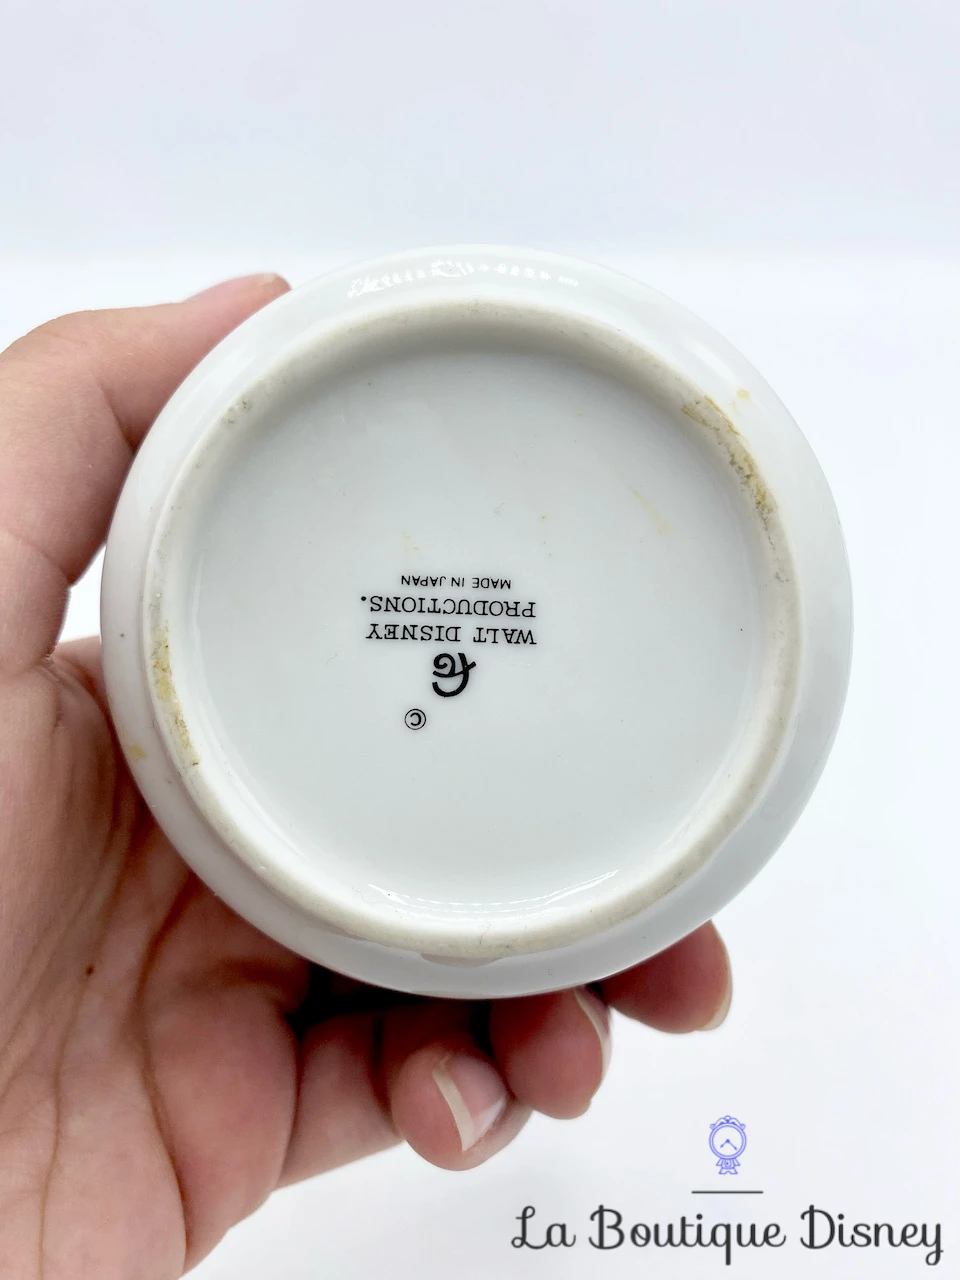 ©
WALT DISNEY
PRODUCTIONS.
MADE IN JAPAN
La Boutique Disney